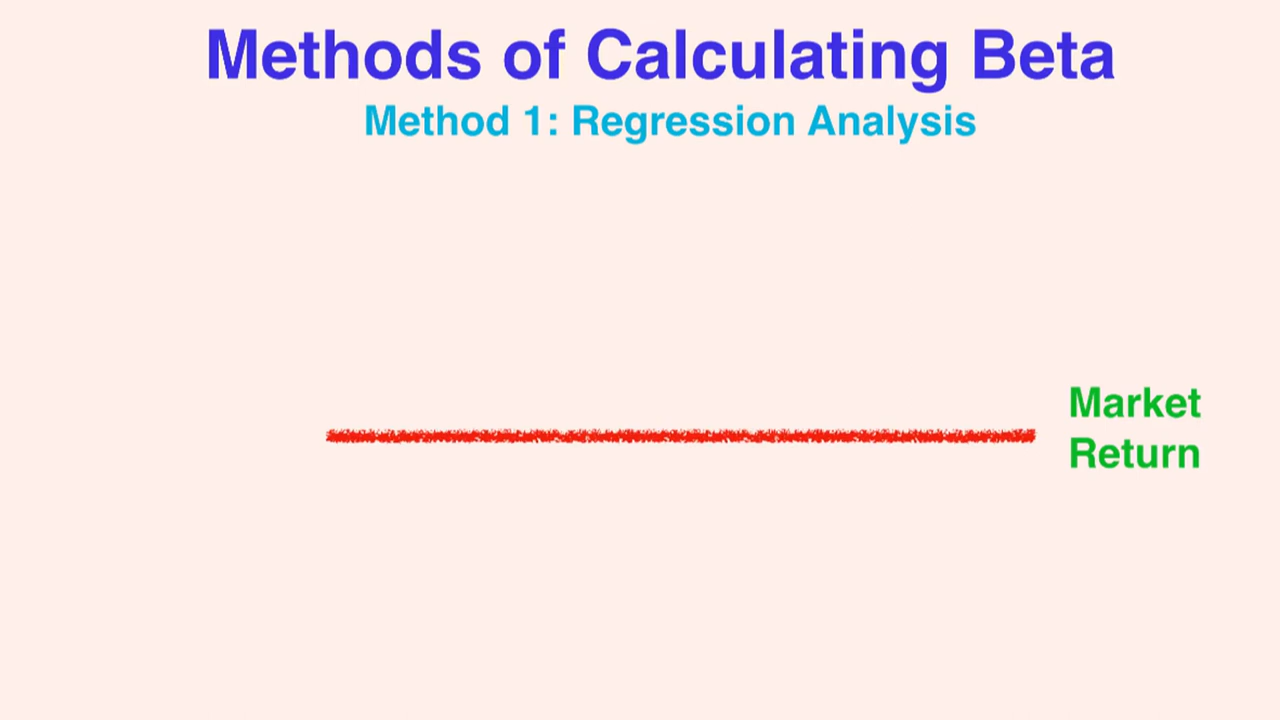 Methods of Calculating Beta
Method 1: Regression Analysis
Market
Return